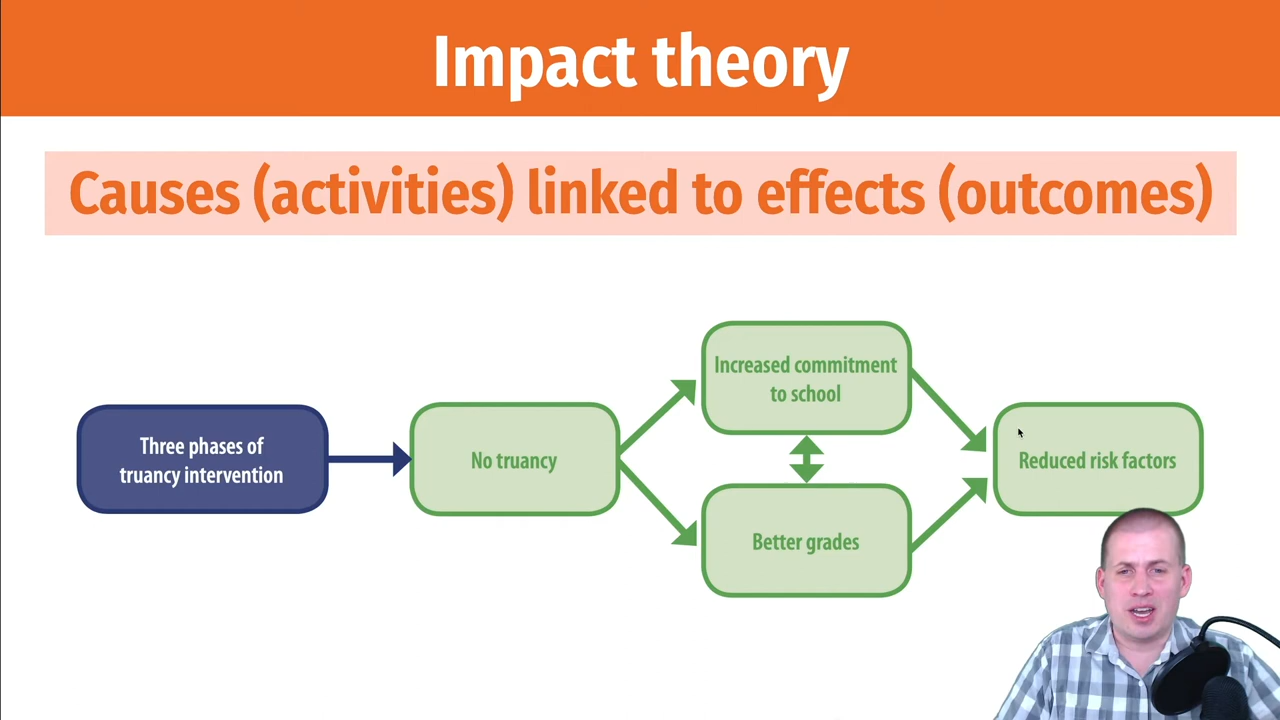 Impact theory
Causes (activities) linked to effects (outcomes)
Three phases of
truancy intervention
No truancy
Increased commitment
to school
Better grades
Reduced risk factors